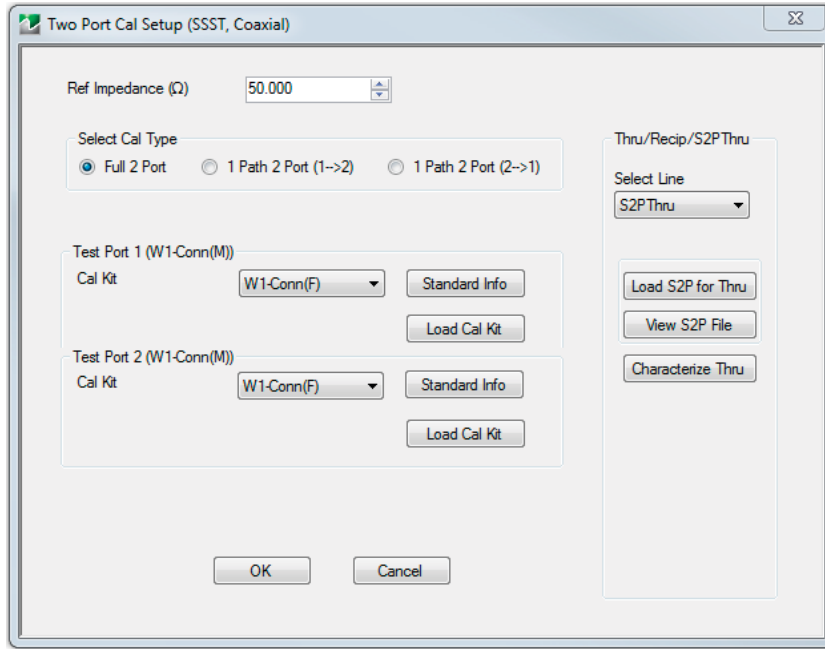 Two Port Cal Setup (SSST, Coaxial)
Ref Impedance (Ω) 50.000
Select Cal Type
Full 2 Port 1 Path 2 Port (1-->2) 1 Path 2 Port (2-->1)
Test Port 1 (W1-Conn(M))
Cal Kit W1-Conn(F) Standard Info
Load Cal Kit
Test Port 2 (W1-Conn(M))
Cal Kit W1-Conn(F) Standard Info
Load Cal Kit
Thru/Recip/S2PThru
Select Line
S2PThru
Load S2P for Thru
View S2P File
Characterize Thru
OK Cancel